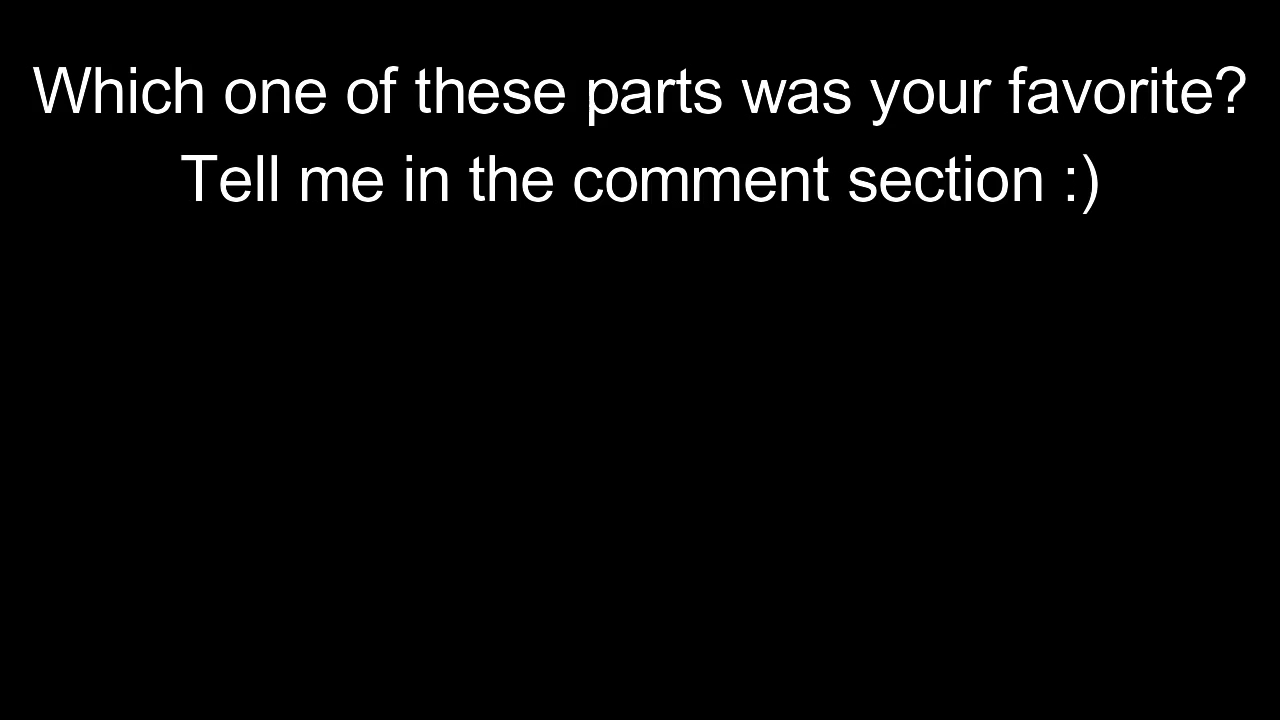 Which one of these parts was your favorite?
Tell me in the comment section :)